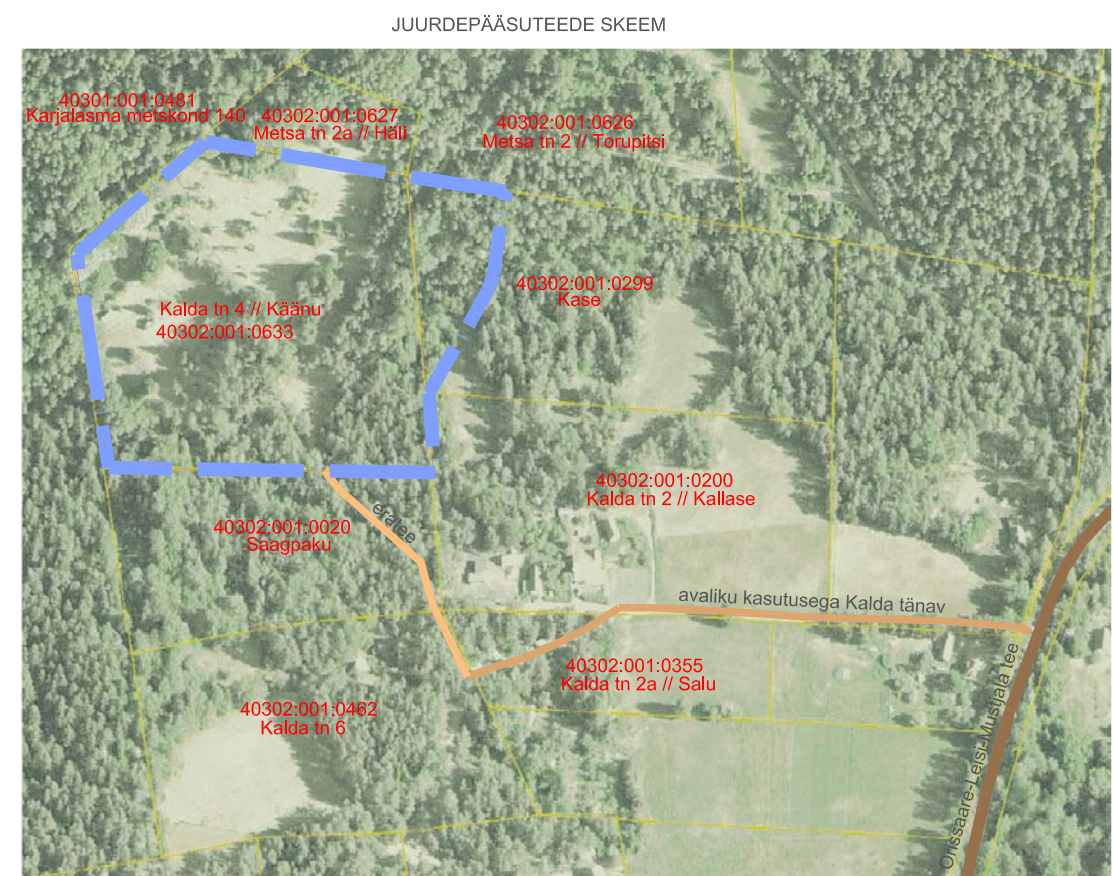 JUURDEPÄÄSUTEEDE SKEEM
40301:001:0481
Karjalasma metskond 140
40302:001:0627
Metsa tn 2a // Häli
40302:001:0626
Metsa tn 2 // Torupitsi
40302:001:0299
Kase
Kalda tn 4 // Käänu
40302:001:0633
40302:001:0200
Kalda tn 2 // Kallase
eratee
40302:001:0020
Saagpaku
avaliku kasutusega Kalda tänav
40302:001:0355
Kalda tn 2a // Salu
40302:001:0462
Kalda tn 6
Orissaare-Leisi-Mustjala tee